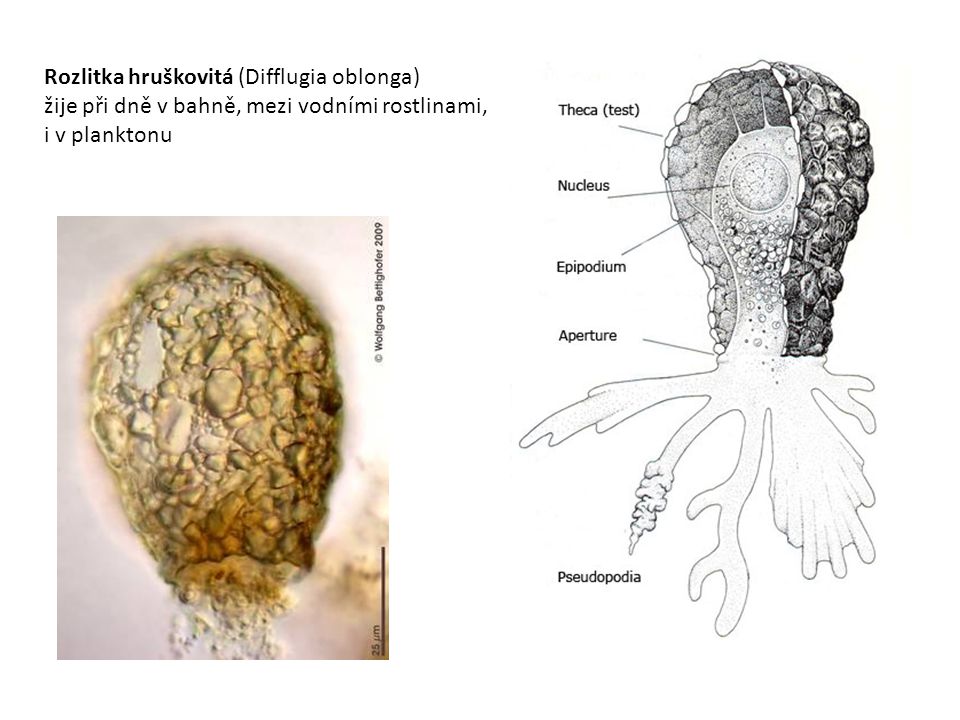 Rozlitka hruškovitá (Difflugia oblonga)
žije při dně v bahně, mezi vodními rostlinami,
i v planktonu
© Wolfgang Bettighofer 2009
25 µm
Theca (test)
Nucleus
Epipodium
Aperture
Pseudopodia